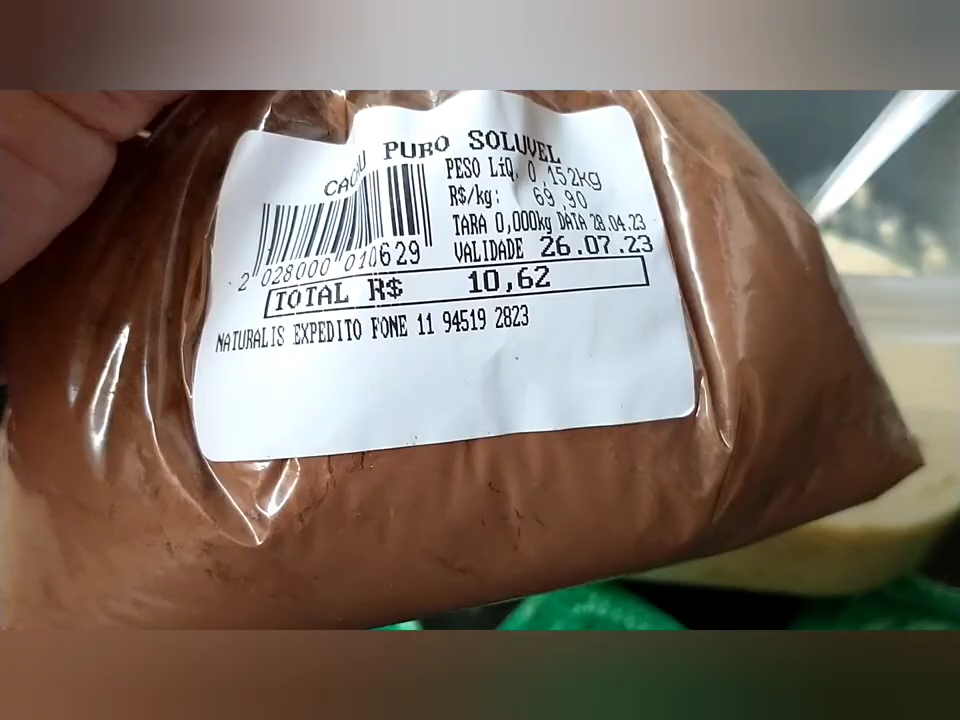 CACAU PURO SOLUVEL
PESO LíQ. 0,152kg
R$/kg: 69,90
TARA 0,000kg DATA 28.04.23
VALIDADE 26.07.23
2 028000 010629
TOTAL R$ 10,62
NATURALIS EXPEDITO FONE 11 94519 2823